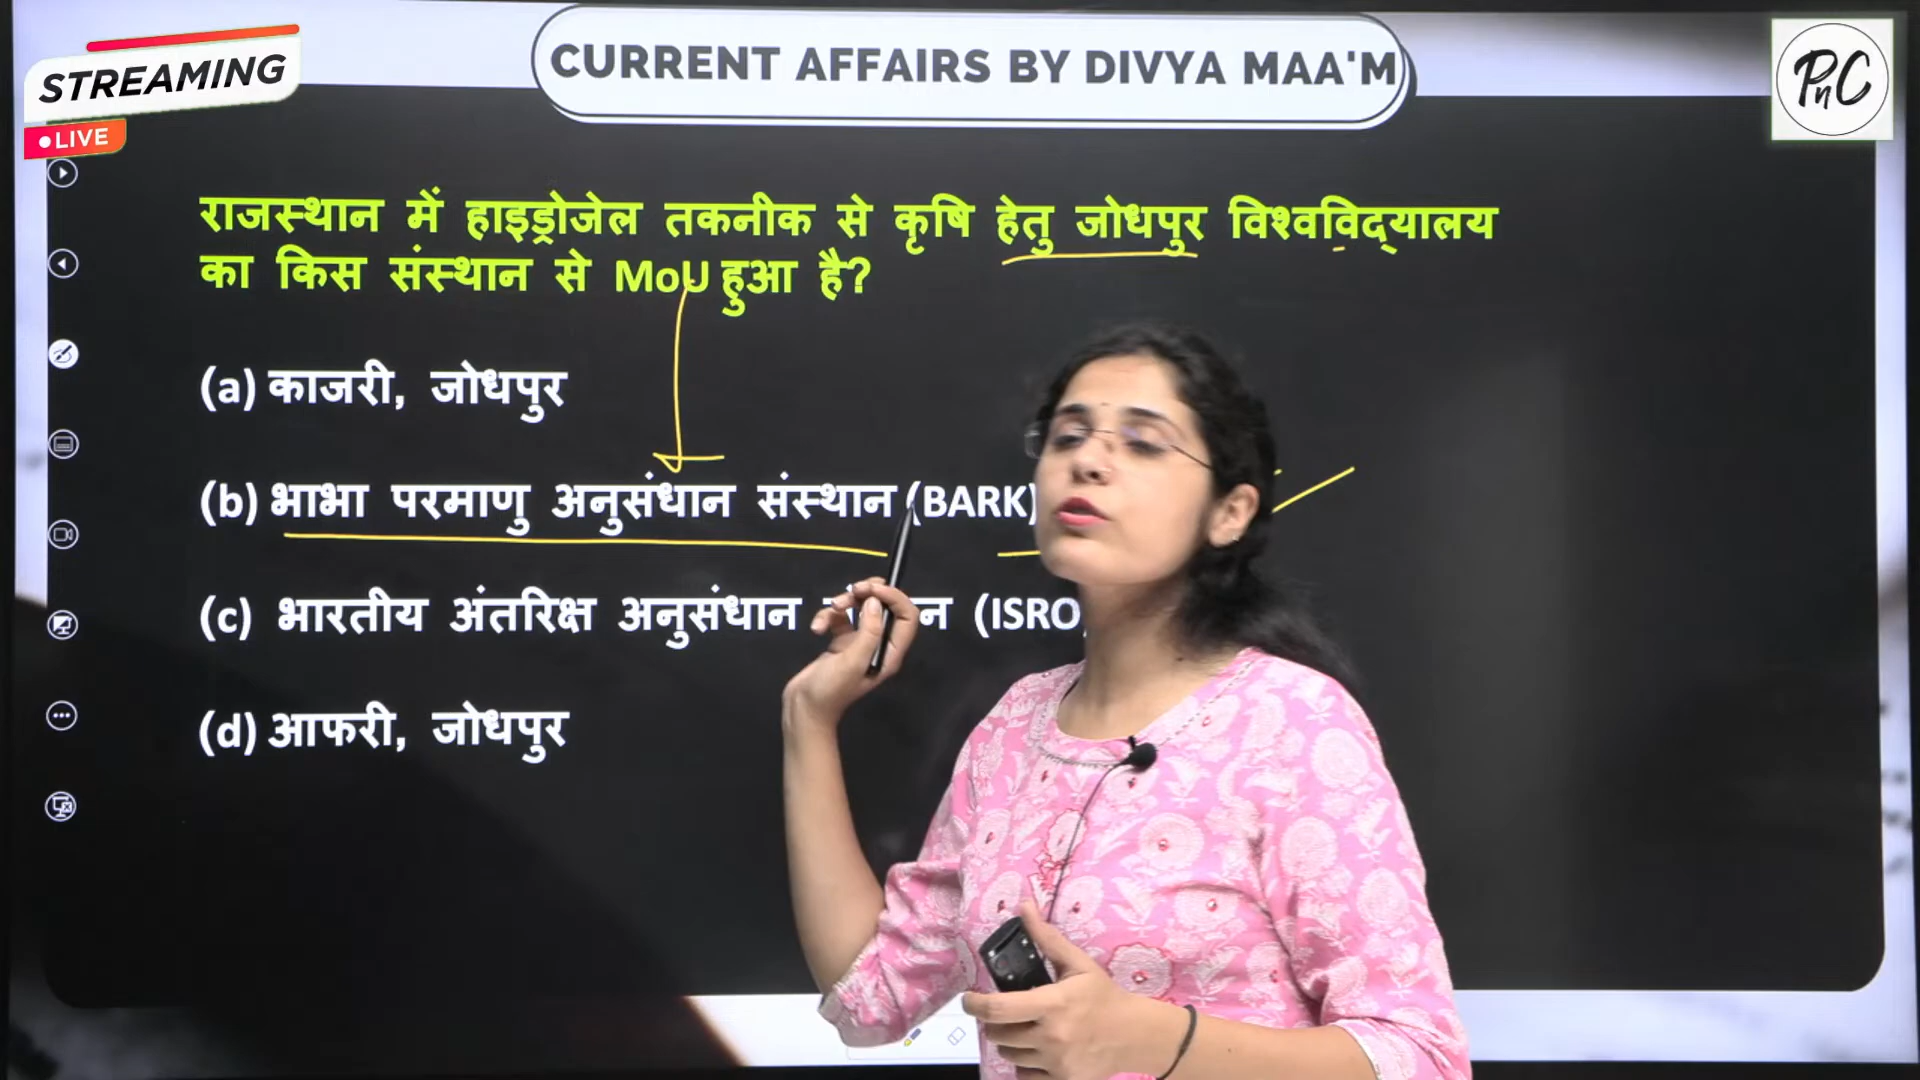 STREAMING
LIVE
CURRENT AFFAIRS BY DIVYA MAA'M
PnC
राजस्थान में हाइड्रोजेल तकनीक से कृषि हेतु जोधपुर विश्वविद्यालय
का किस संस्थान से MoU हुआ है?
(a) काजरी, जोधपुर
(b) भाभा परमाणु अनुसंधान संस्थान (BARK)
(c) भारतीय अंतरिक्ष अनुसंधान (ISRO)
(d) आफरी, जोधपुर